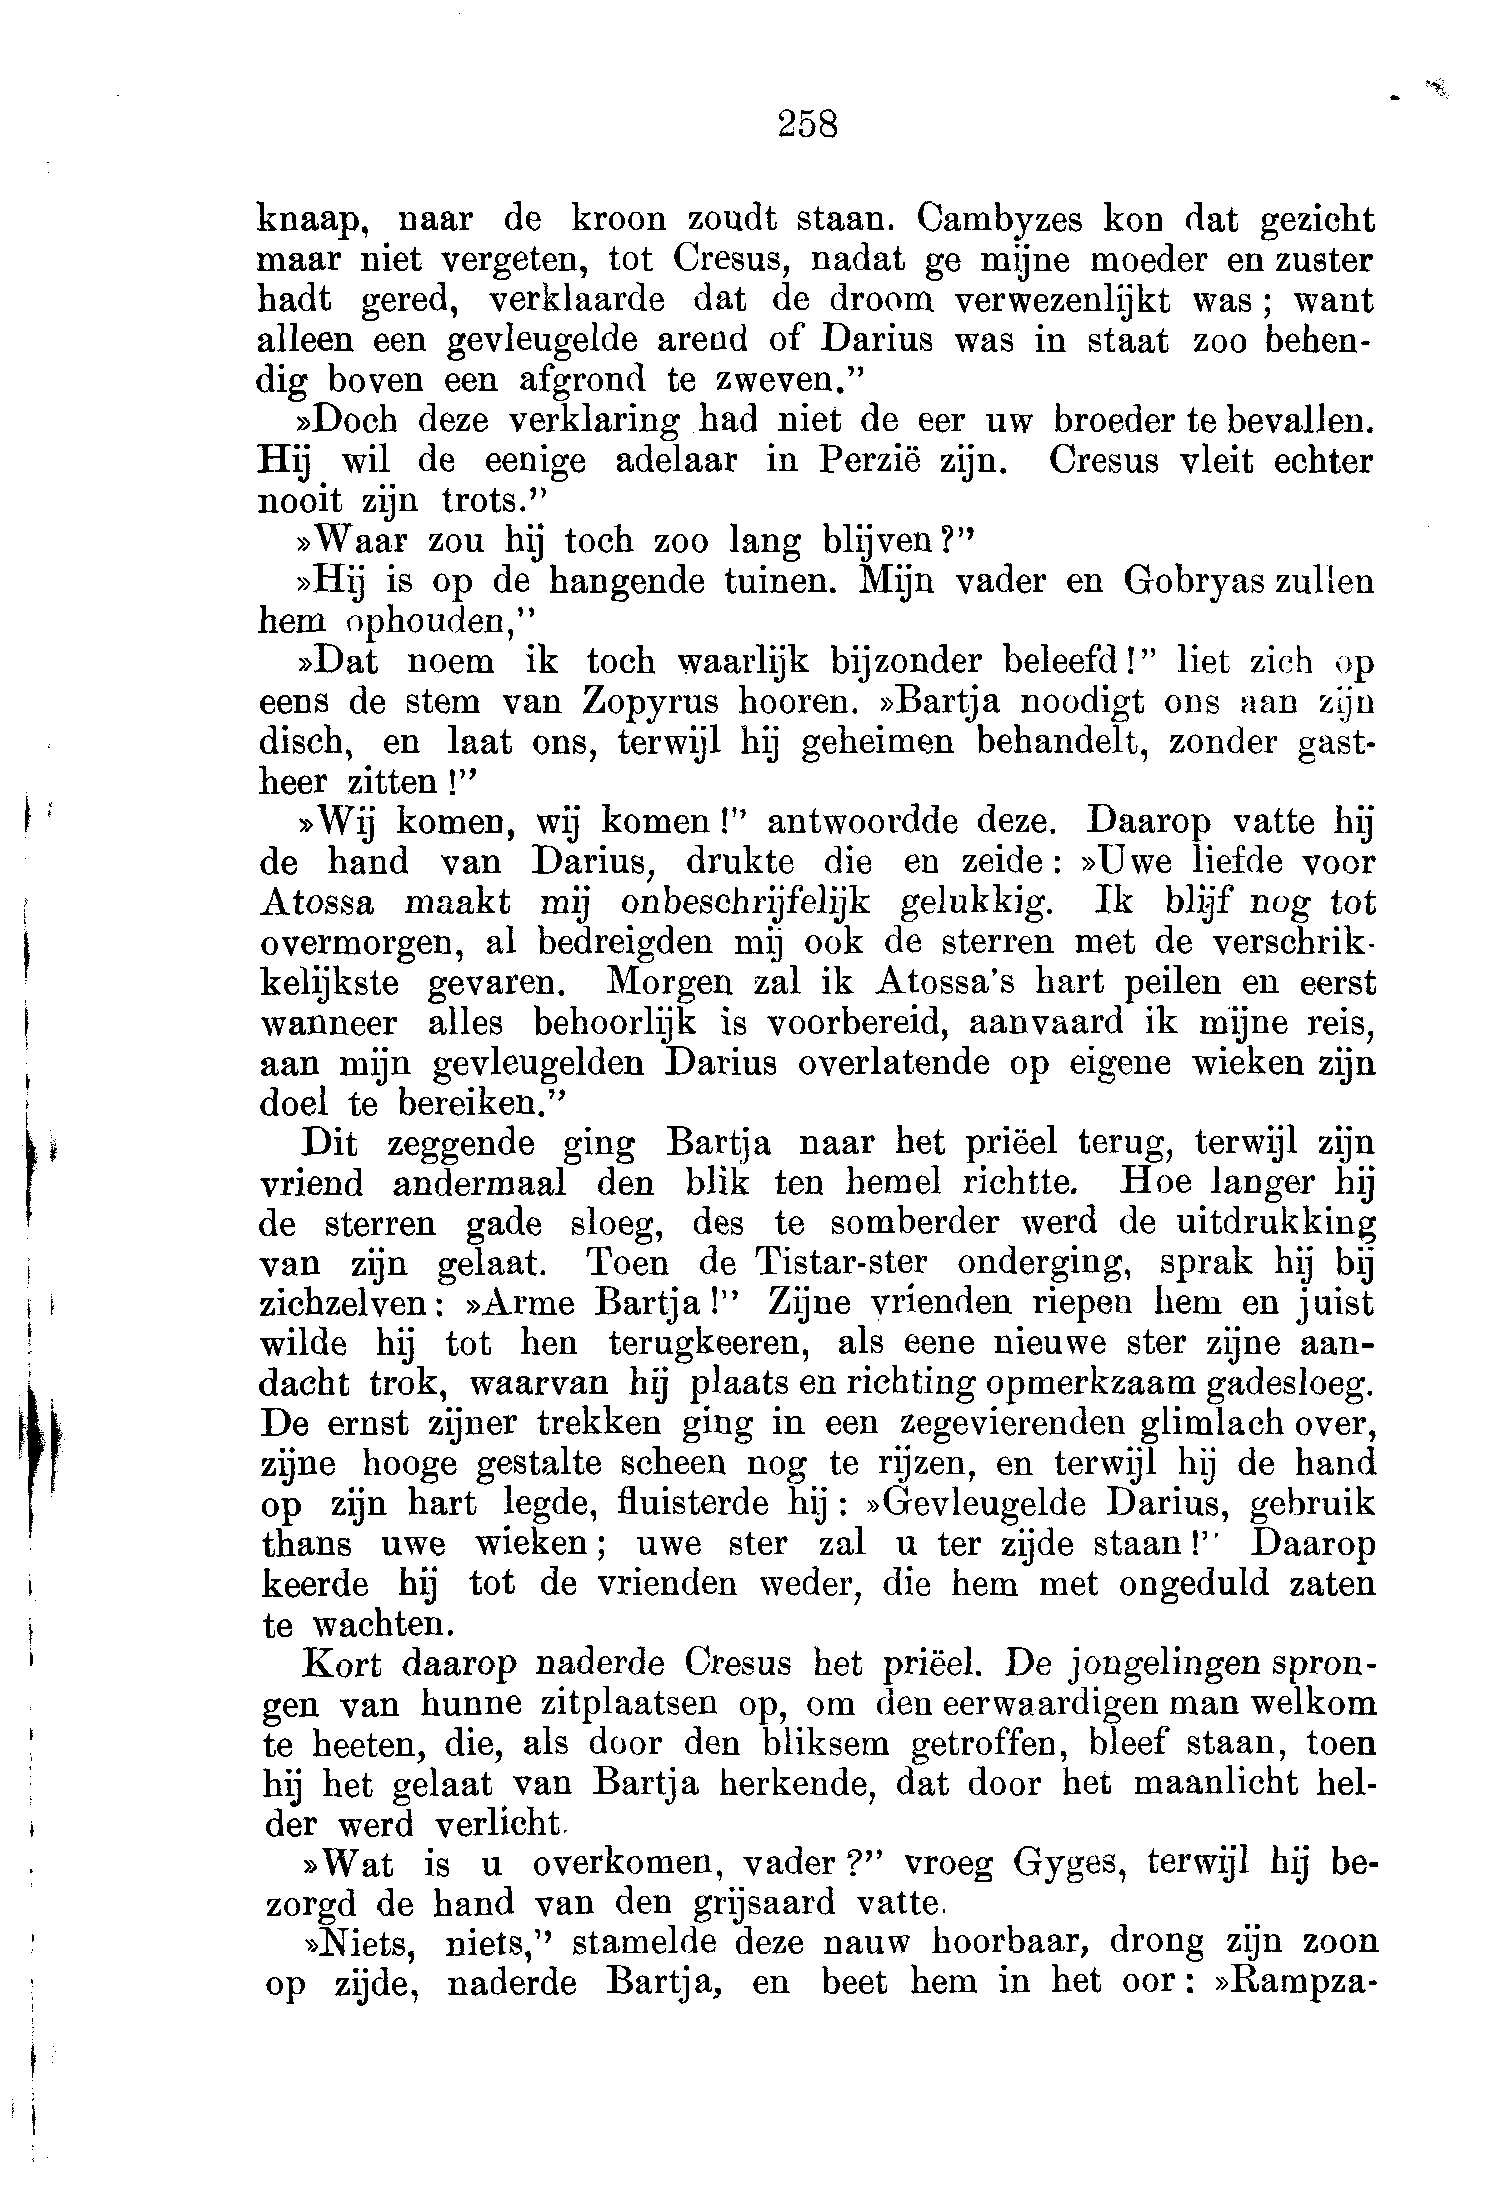 258
knaap, naar de kroon zoudt staan. Cambyzes kon dat gezicht
maar niet vergeten, tot Cresus, nadat ge mijne moeder en zuster
hadt gered, verklaarde dat de droom verwezenlijkt was ; want
alleen een gevleugelde arend of Darius was in staat zoo behen-
dig boven een afgrond te zweven.”
»Doch deze verklaring had niet de eer uw broeder te bevallen.
Hij wil de eenige adelaar in Perzië zijn. Cresus vleit echter
nooit zijn trots.”
»Waar zou hij toch zoo lang blijven ?”
»Hij is op de hangende tuinen. Mijn vader en Gobryas zullen
hem ophouden,”
»Dat noem ik toch waarlijk bijzonder beleefd !” liet zich op
eens de stem van Zopyrus hooren. »Bartja noodigt ons aan zijn
disch, en laat ons, terwijl hij geheimen behandelt, zonder gast-
heer zitten !”
»Wij komen, wij komen !” antwoordde deze. Daarop vatte hij
de hand van Darius, drukte die en zeide : »Uwe liefde voor
Atossa maakt mij onbeschrijfelijk gelukkig. Ik blijf nog tot
overmorgen, al bedreigden mij ook de sterren met de verschrik-
kelijkste gevaren. Morgen zal ik Atossa’s hart peilen en eerst
wanneer alles behoorlijk is voorbereid, aanvaard ik mijne reis,
aan mijn gevleugelden Darius overlatende op eigene wieken zijn
doel te bereiken.”
Dit zeggende ging Bartja naar het prieël terug, terwijl zijn
vriend andermaal den blik ten hemel richtte. Hoe langer hij
de sterren gade sloeg, des te somberder werd de uitdrukking
van zijn gelaat. Toen de Tistar-ster onderging, sprak hij bij
zichzelven : »Arme Bartja !” Zijne vrienden riepen hem en juist
wilde hij tot hen terugkeeren, als eene nieuwe ster zijne aan-
dacht trok, waarvan hij plaats en richting opmerkzaam gadesloeg.
De ernst zijner trekken ging in een zegevierenden glimlach over,
zijne hooge gestalte scheen nog te rijzen, en terwijl hij de hand
op zijn hart legde, fluisterde hij : »Gevleugelde Darius, gebruik
thans uwe wieken ; uwe ster zal u ter zijde staan !” Daarop
keerde hij tot de vrienden weder, die hem met ongeduld zaten
te wachten.
Kort daarop naderde Cresus het prieël. De jongelingen spron-
gen van hunne zitplaatsen op, om den eerwaardigen man welkom
te heeten, die, als door den bliksem getroffen, bleef staan, toen
hij het gelaat van Bartja herkende, dat door het maanlicht hel-
der werd verlicht.
»Wat is u overkomen, vader ?” vroeg Gyges, terwijl hij be-
zorgd de hand van den grijsaard vatte.
»Niets, niets,” stamelde deze nauw hoorbaar, drong zijn zoon
op zijde, naderde Bartja, en beet hem in het oor : »Rampza-